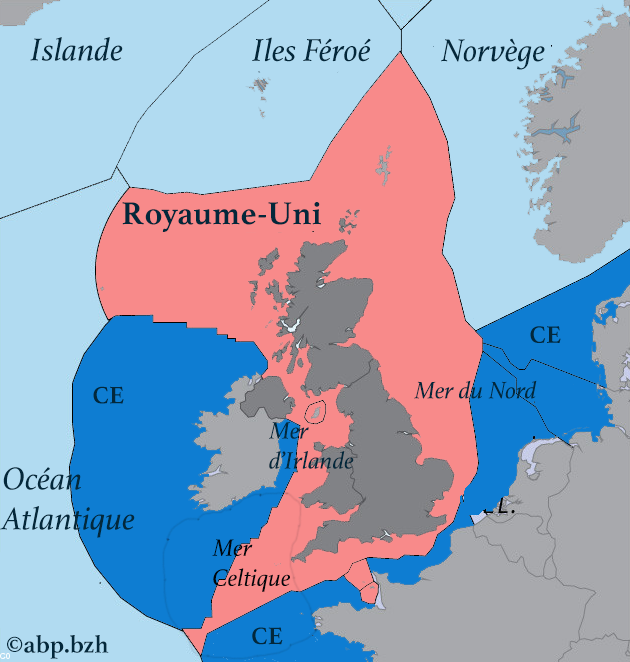 Islande
Iles Féroé
Norvège
Royaume-Uni
CE
CE
Mer du Nord
Mer
d'Irlande
Océan
Atlantique
Mer
Celtique
CE
©abp.bzh